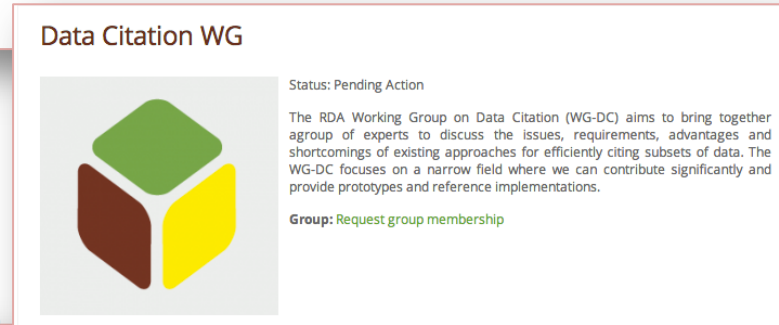 Data Citation WG
Status: Pending Action
The RDA Working Group on Data Citation (WG-DC) aims to bring together
agroup of experts to discuss the issues, requirements, advantages and
shortcomings of existing approaches for efficiently citing subsets of data. The
WG-DC focuses on a narrow field where we can contribute significantly and
provide prototypes and reference implementations.
Group: Request group membership